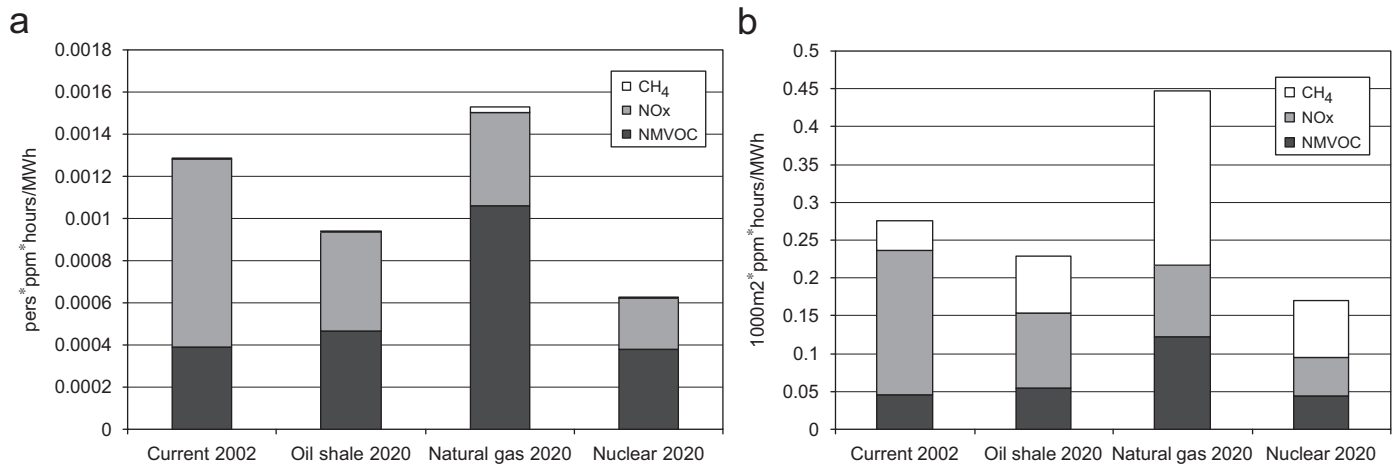 a
0.0018
0.0016
0.0014
0.0012
0.001
0.0008
0.0006
0.0004
0.0002
0
pers*ppm*hours/MWh
CH4
NOx
NMVOC
Current 2002 Oil shale 2020 Natural gas 2020 Nuclear 2020
b
0.5
0.45
0.4
0.35
0.3
0.25
0.2
0.15
0.1
0.05
0
1000m2*ppm*hours/MWh
CH4
NOx
NMVOC
Current 2002 Oil shale 2020 Natural gas 2020 Nuclear 2020